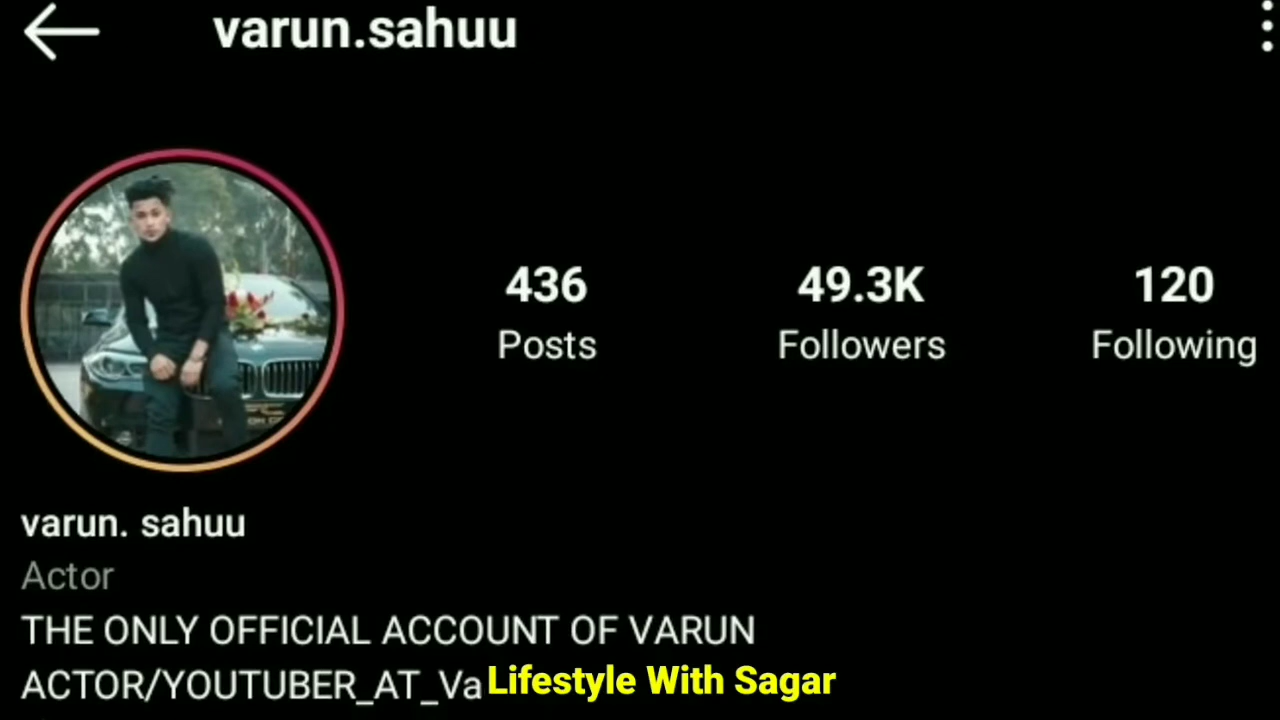 varun.sahuu
436 49.3K 120
Posts Followers Following
varun. sahuu
Actor
THE ONLY OFFICIAL ACCOUNT OF VARUN
ACTOR/YOUTUBER_AT_Va
Lifestyle With Sagar